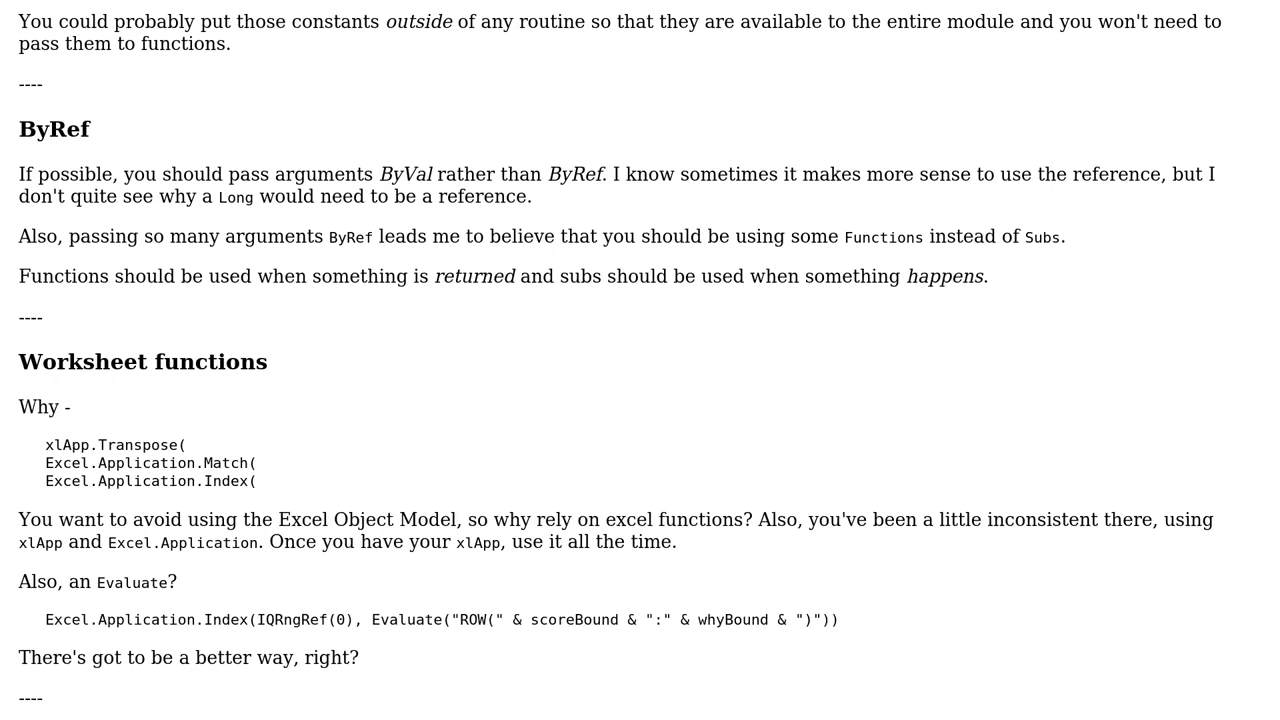 You could probably put those constants outside of any routine so that they are available to the entire module and you won't need to
pass them to functions.
----
ByRef
If possible, you should pass arguments ByVal rather than ByRef. I know sometimes it makes more sense to use the reference, but I
don't quite see why a Long would need to be a reference.
Also, passing so many arguments ByRef leads me to believe that you should be using some Functions instead of Subs.
Functions should be used when something is returned and subs should be used when something happens.
----
Worksheet functions
Why -
xlApp.Transpose(
Excel.Application.Match(
Excel.Application.Index(
You want to avoid using the Excel Object Model, so why rely on excel functions? Also, you've been a little inconsistent there, using
xlApp and Excel.Application. Once you have your xlApp, use it all the time.
Also, an Evaluate?
Excel.Application.Index(IQRngRef(0), Evaluate("ROW(" & scoreBound & ":" & whyBound & ")"))
There's got to be a better way, right?
----